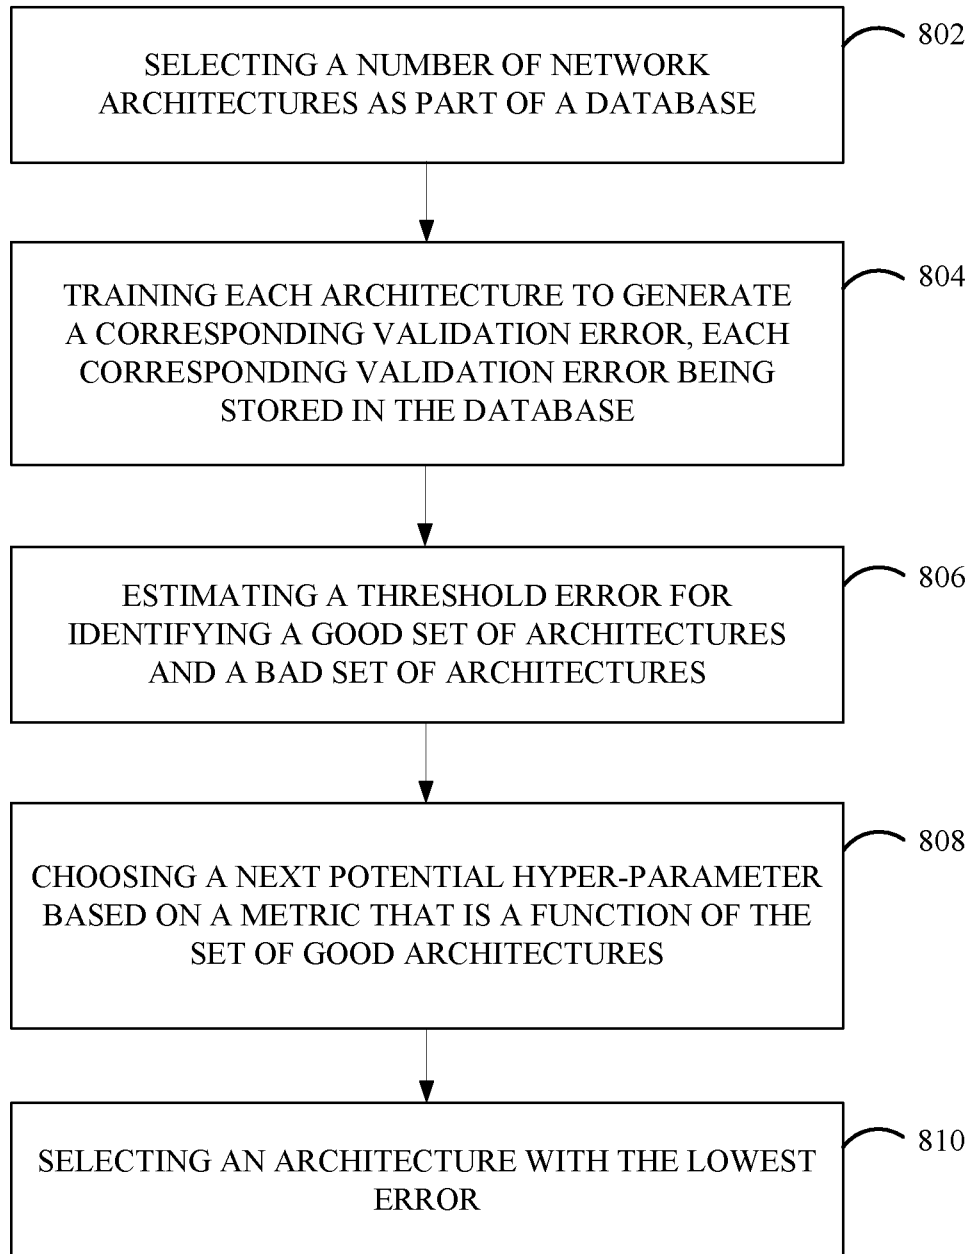 802
SELECTING A NUMBER OF NETWORK
ARCHITECTURES AS PART OF A DATABASE
804
TRAINING EACH ARCHITECTURE TO GENERATE
A CORRESPONDING VALIDATION ERROR, EACH
CORRESPONDING VALIDATION ERROR BEING
STORED IN THE DATABASE
806
ESTIMATING A THRESHOLD ERROR FOR
IDENTIFYING A GOOD SET OF ARCHITECTURES
AND A BAD SET OF ARCHITECTURES
808
CHOOSING A NEXT POTENTIAL HYPER-PARAMETER
BASED ON A METRIC THAT IS A FUNCTION OF THE
SET OF GOOD ARCHITECTURES
810
SELECTING AN ARCHITECTURE WITH THE LOWEST
ERROR